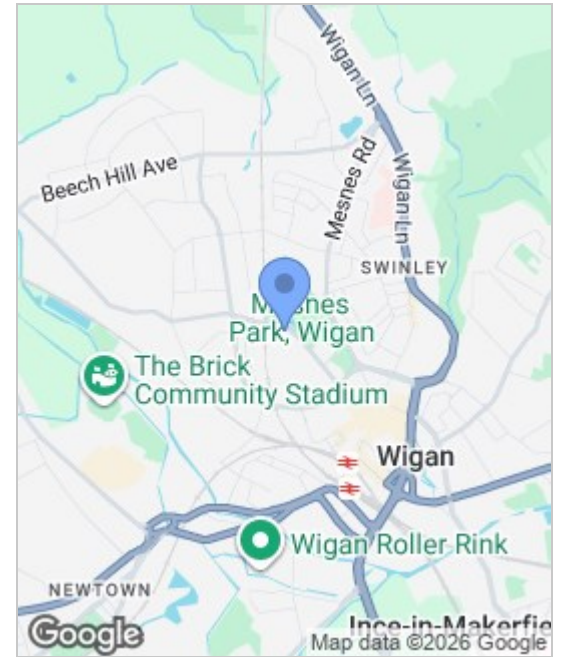 Wigan Ln
Beech Hill Ave
Mesnes Rd
Wigan Ln
SWINLEY
Mesnes
Park, Wigan
The Brick
Community Stadium
Wigan
Wigan Roller Rink
NEWTOWN
Ince-in-Makerfie
Google
Map data ©2026 Google